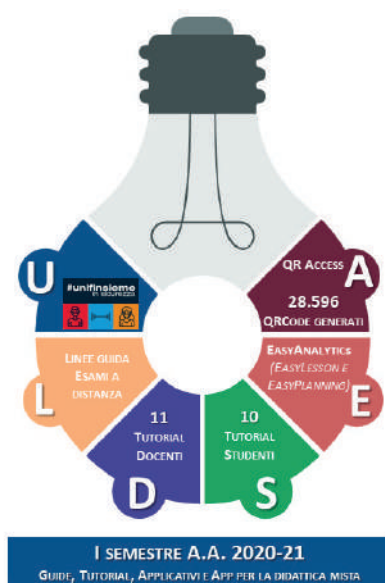 U
#unifinsieme
in sicurezza
QR ACCESS
A
28.596
QRCODE GENERATI
L
LINEE GUIDA
ESAMI A
DISTANZA
EASYANALYTICS
(EASYLESSON E
EASYPLANNING)
E
11
TUTORIAL
DOCENTI
D
10
TUTORIAL
STUDENTI
S
I SEMESTRE A.A. 2020-21
GUIDE, TUTORIAL, APPLICATIVI E APP PER LA DIDATTICA MISTA